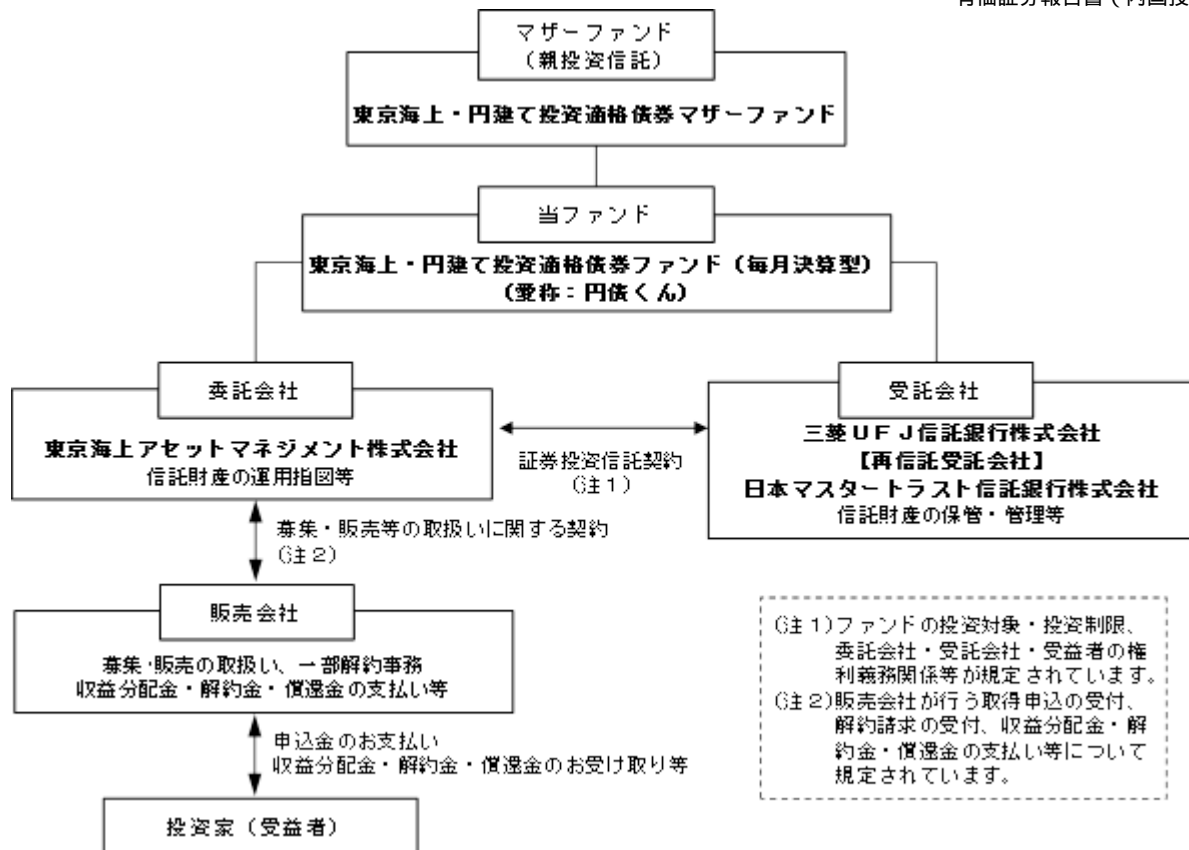 有価証券報告書(内国投
マザーファンド
(親投資信託)
東京海上・円建て投資適格債券マザーファンド
当ファンド
東京海上・円建て投資適格債券ファンド(毎月決算型)
(愛称：円債くん)
委託会社
東京海上アセットマネジメント株式会社
信託財産の運用指図等
証券投資信託契約
(注1)
受託会社
三菱UFJ信託銀行株式会社
【再信託受託会社】
日本マスタートラスト信託銀行株式会社
信託財産の保管・管理等
募集・販売等の取扱いに関する契約
(注2)
販売会社
募集・販売の取扱い、一部解約事務
収益分配金・解約金・償還金の支払い等
申込金のお支払い
収益分配金・解約金・償還金のお受け取り等
投資家(受益者)
(注1)ファンドの投資対象・投資制限、
委託会社・受託会社・受益者の権
利義務関係等が規定されています。
(注2)販売会社が行う取得申込の受付、
解約請求の受付、収益分配金・解
約金・償還金の支払い等について
規定されています。